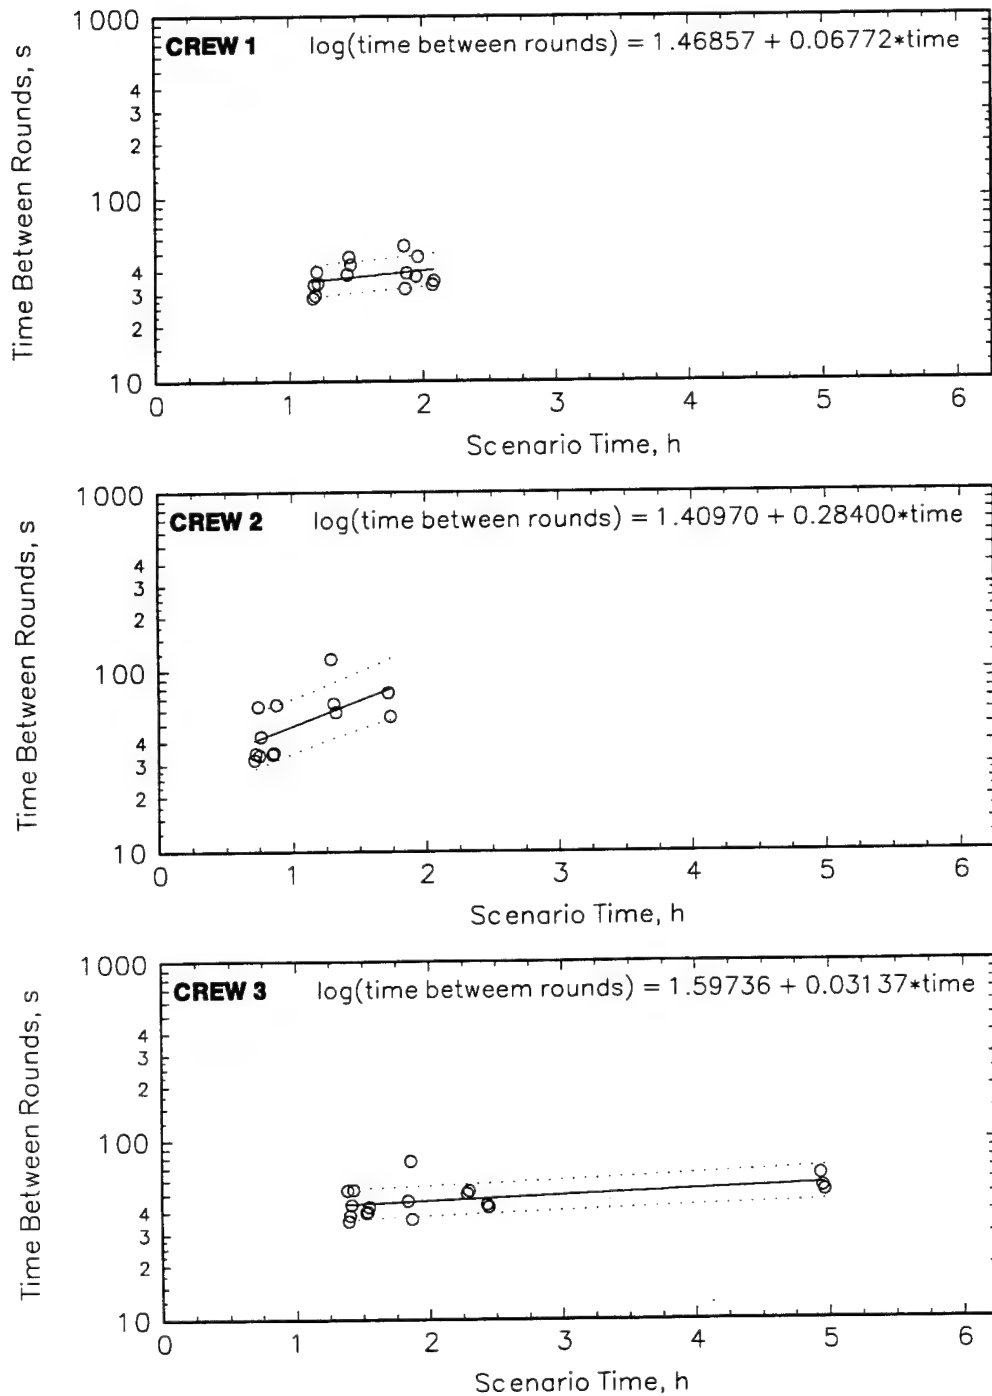 1000
CREW 1 log(time between rounds) = 1.46857 + 0.06772*time
4
3
2
100
4
3
2
10
0 1 2 3 4 5 6
Time Between Rounds, s
Scenario Time, h
1000
CREW 2 log(time between rounds) = 1.40970 + 0.28400*time
4
3
2
100
4
3
2
10
0 1 2 3 4 5 6
Time Between Rounds, s
Scenario Time, h
1000
CREW 3 log(time betweem rounds) = 1.59736 + 0.03137*time
4
3
2
100
4
3
2
10
0 1 2 3 4 5 6
Time Between Rounds, s
Scenario Time, h